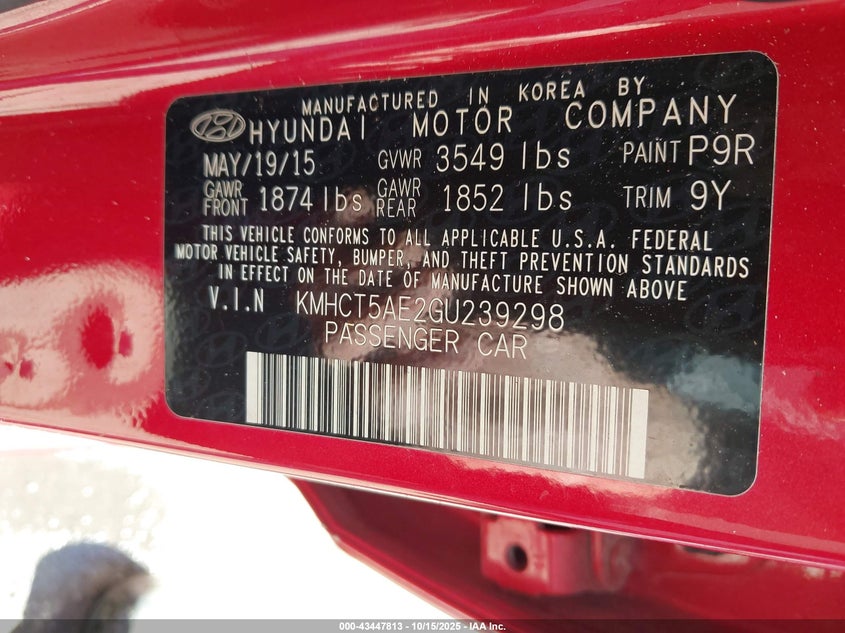 MANUFACTURED IN KOREA BY
HYUNDAI MOTOR COMPANY
MAY/19/15 GVWR 3549 lbs PAINT P9R
GAWR FRONT 1874 lbs GAWR REAR 1852 lbs TRIM 9Y
THIS VEHICLE CONFORMS TO ALL APPLICABLE U.S.A. FEDERAL
MOTOR VEHICLE SAFETY, BUMPER, AND THEFT PREVENTION STANDARDS
IN EFFECT ON THE DATE OF MANUFACTURE SHOWN ABOVE
V.I.N KMHCT5AE2GU239298
PASSENGER CAR
000-43447813 - 10/15/2025 - IAA Inc.